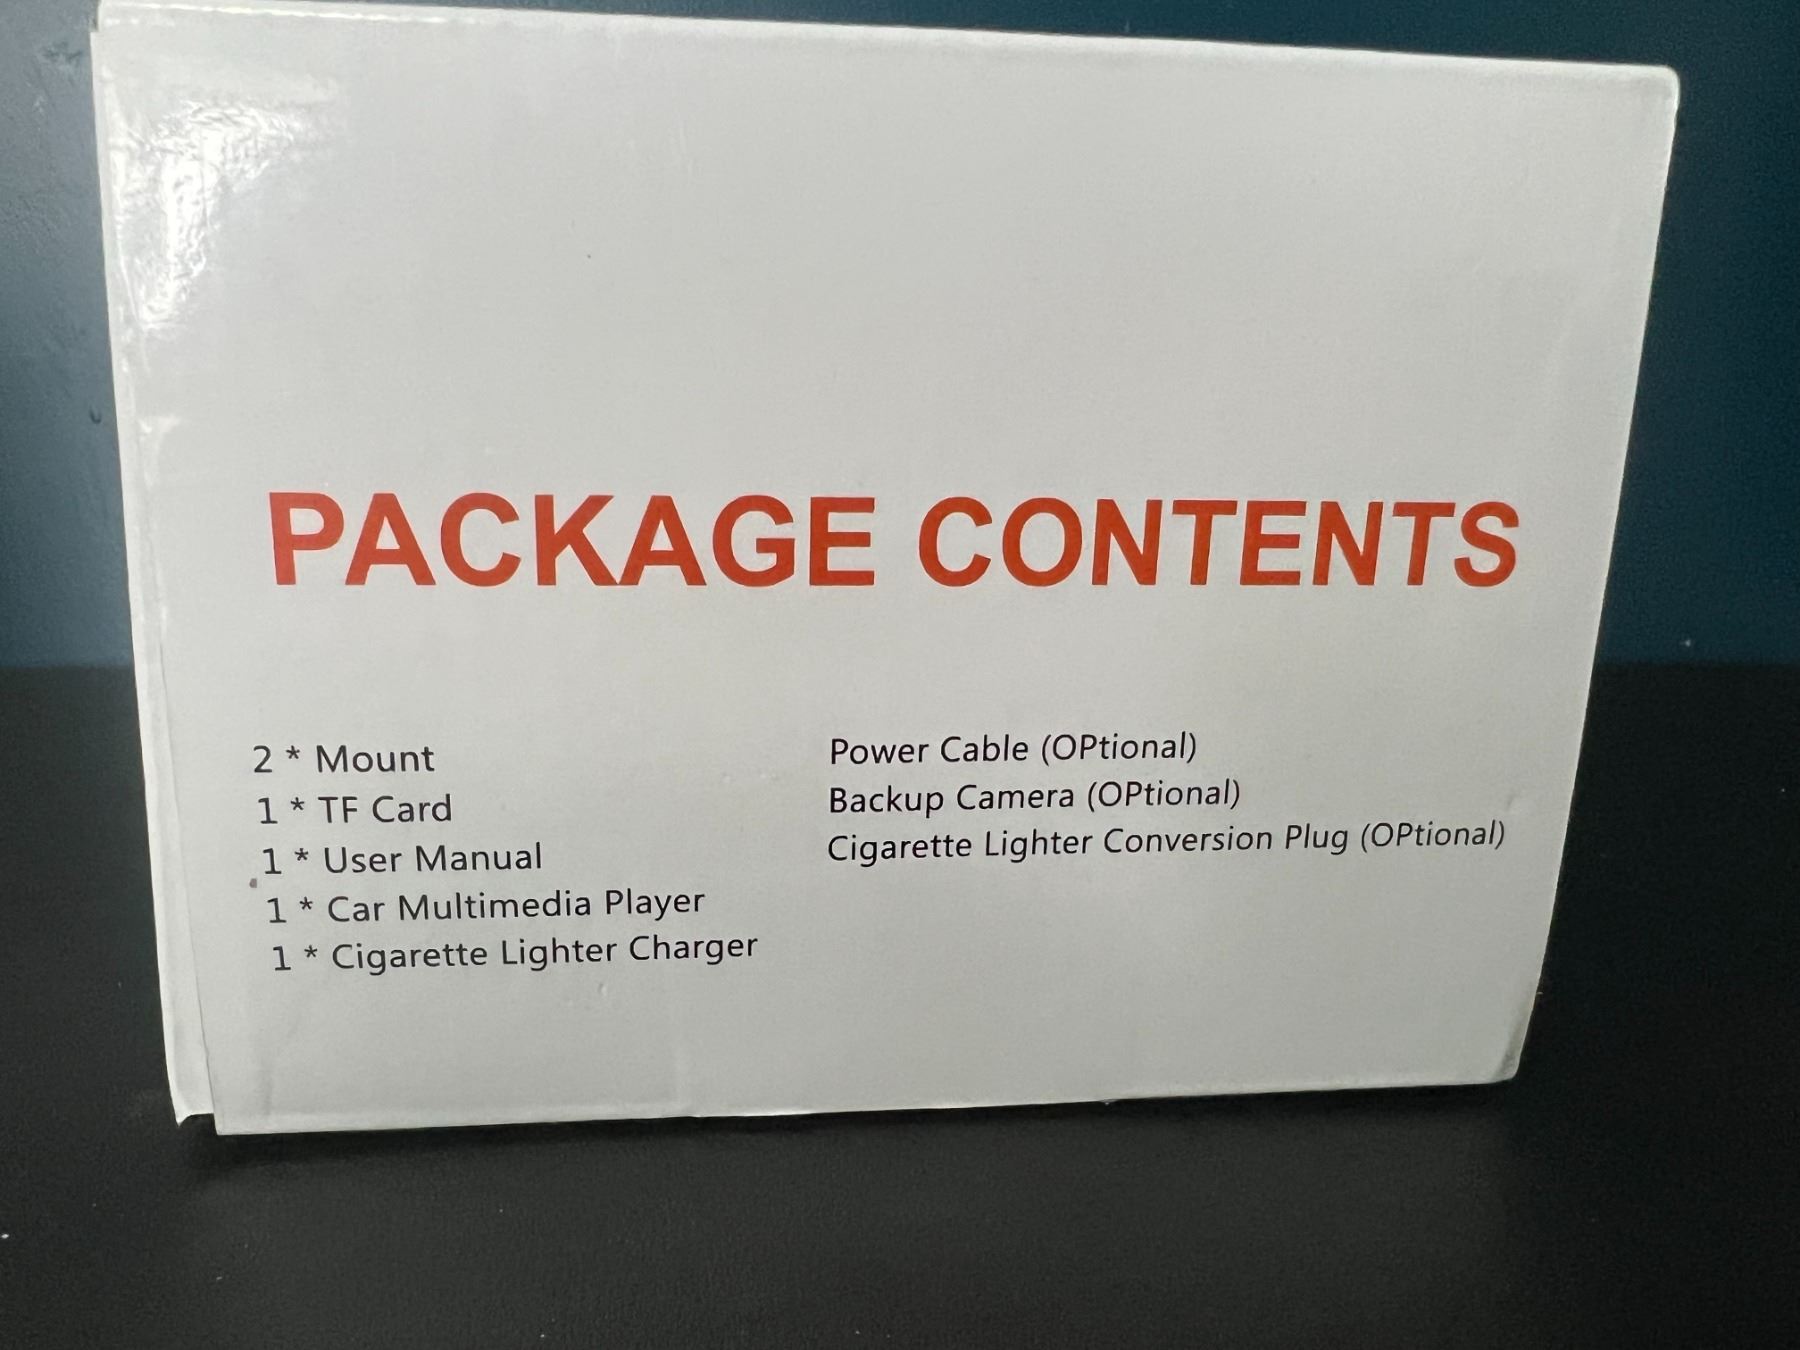 PACKAGE CONTENTS
2 * Mount
1 * TF Card
1 * User Manual
1 * Car Multimedia Player
1 * Cigarette Lighter Charger
Power Cable (OPtional)
Backup Camera (OPtional)
Cigarette Lighter Conversion Plug (OPtional)